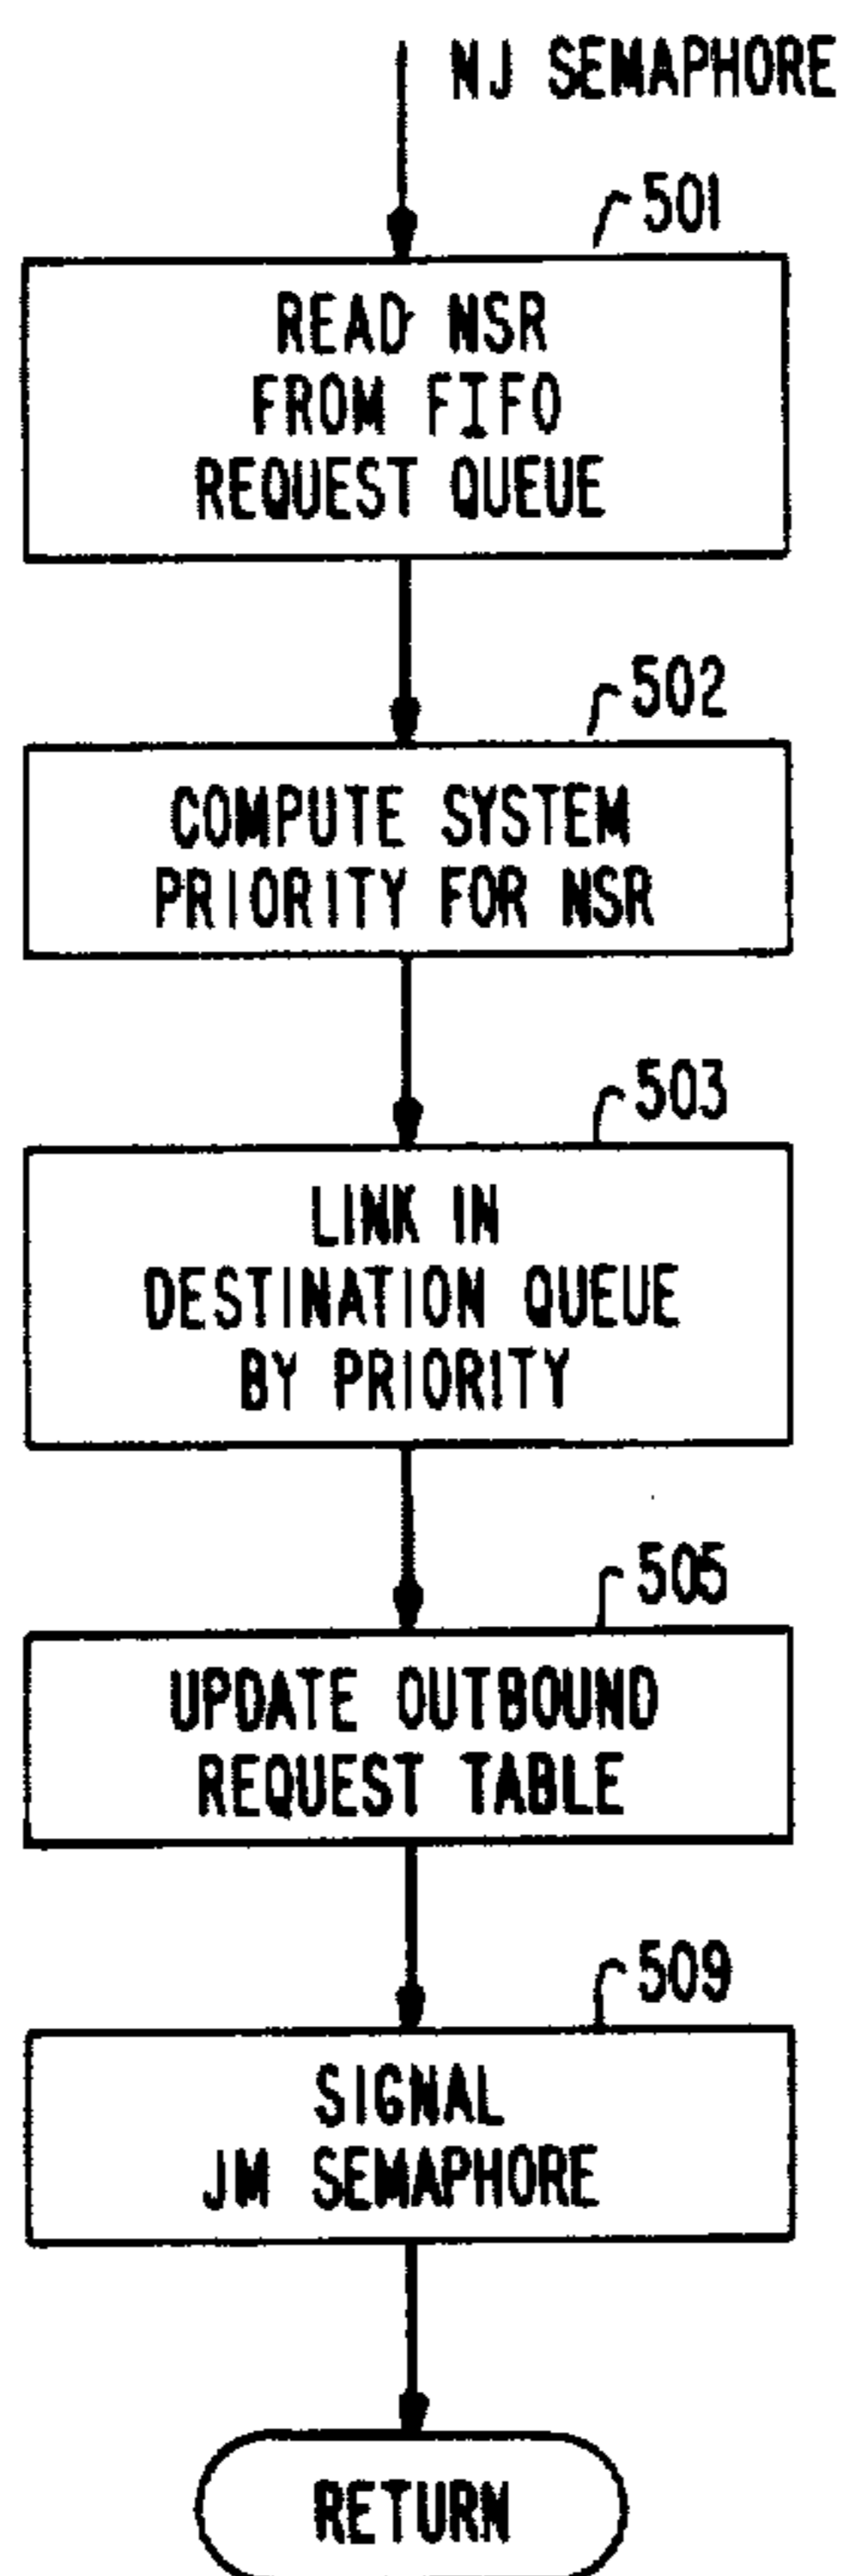 NJ SEMAPHORE
501
READ NSR
FROM FIFO
REQUEST QUEUE
502
COMPUTE SYSTEM
PRIORITY FOR NSR
503
LINK IN
DESTINATION QUEUE
BY PRIORITY
505
UPDATE OUTBOUND
REQUEST TABLE
509
SIGNAL
JM SEMAPHORE
RETURN